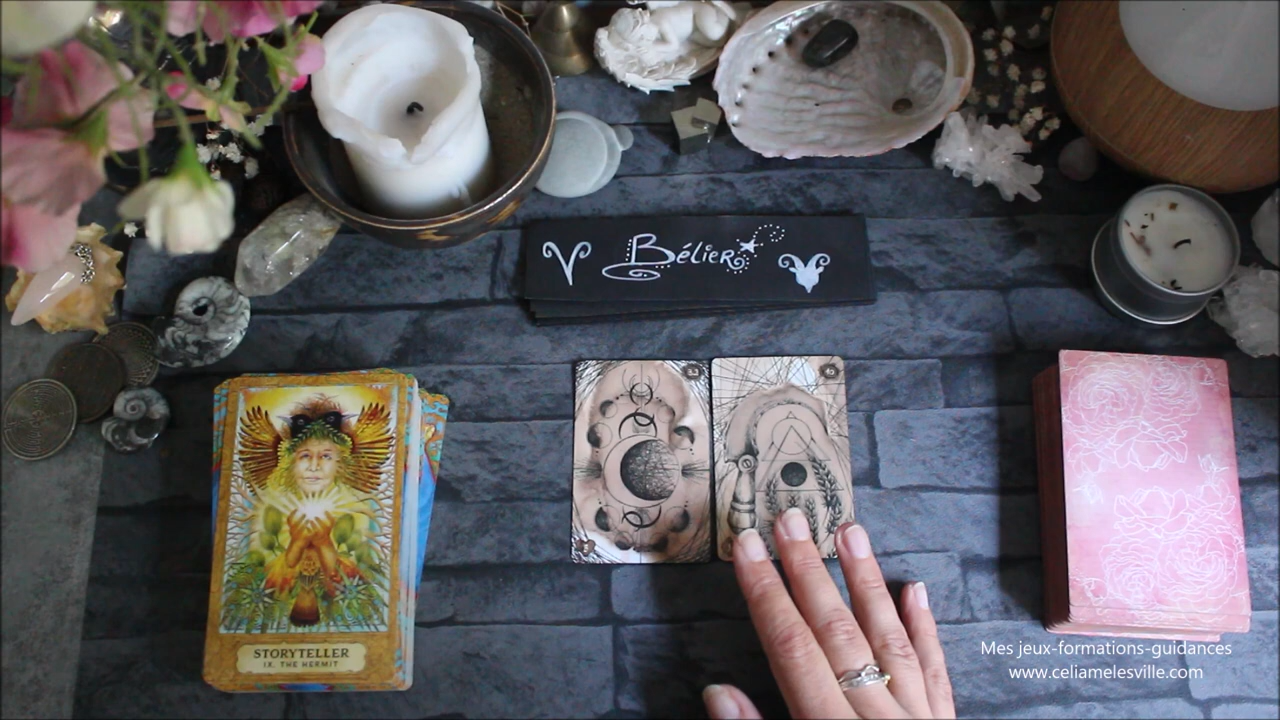 Bélier
STORYTELLER
IX. THE HERMIT
Mes jeux-formations-guidances
www.celiamelesville.com